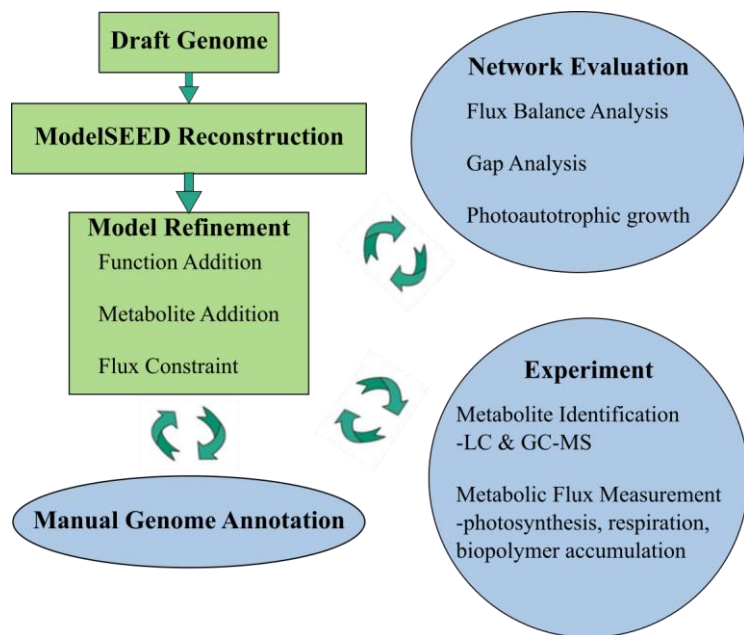 Draft Genome
ModelSEED Reconstruction
Model Refinement
Function Addition
Metabolite Addition
Flux Constraint
Manual Genome Annotation
Network Evaluation
Flux Balance Analysis
Gap Analysis
Photoautotrophic growth
Experiment
Metabolite Identification
-LC & GC-MS
Metabolic Flux Measurement
-photosynthesis, respiration,
biopolymer accumulation